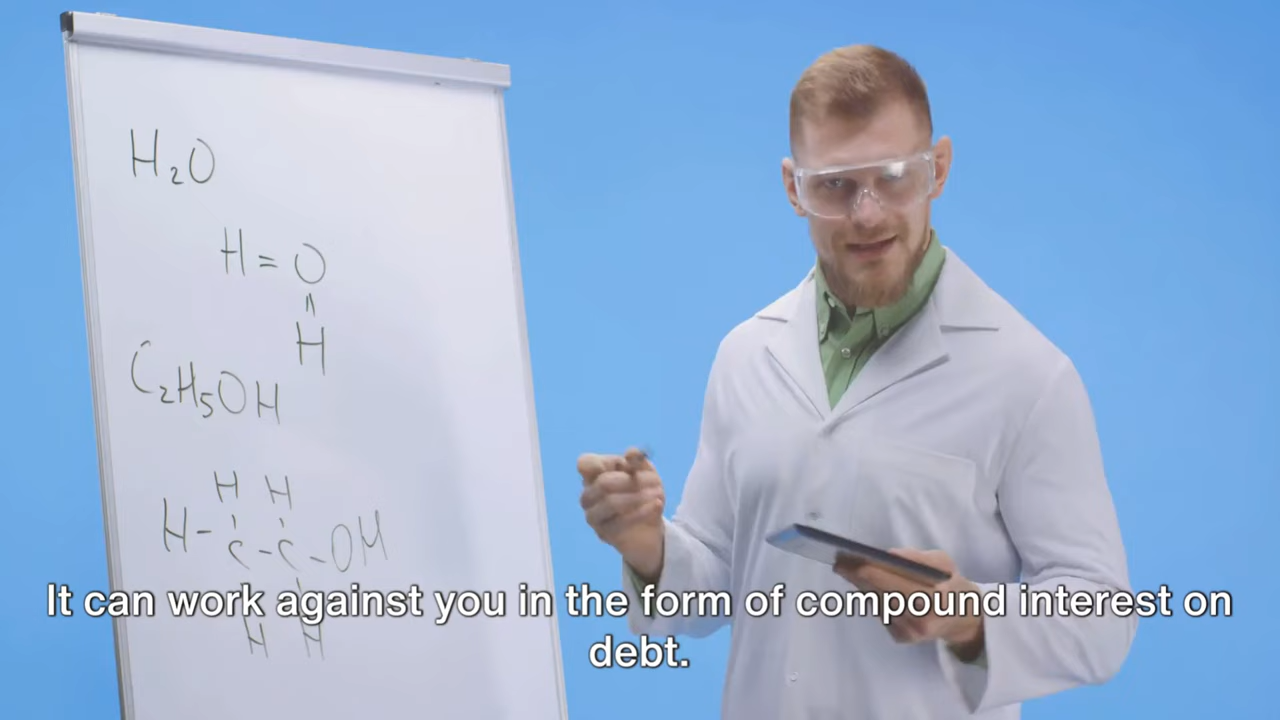 H₂O
H = O
"
H
C₂H₅OH
H H
H - C - C - OH
H H
It can work against you in the form of compound interest on
debt.